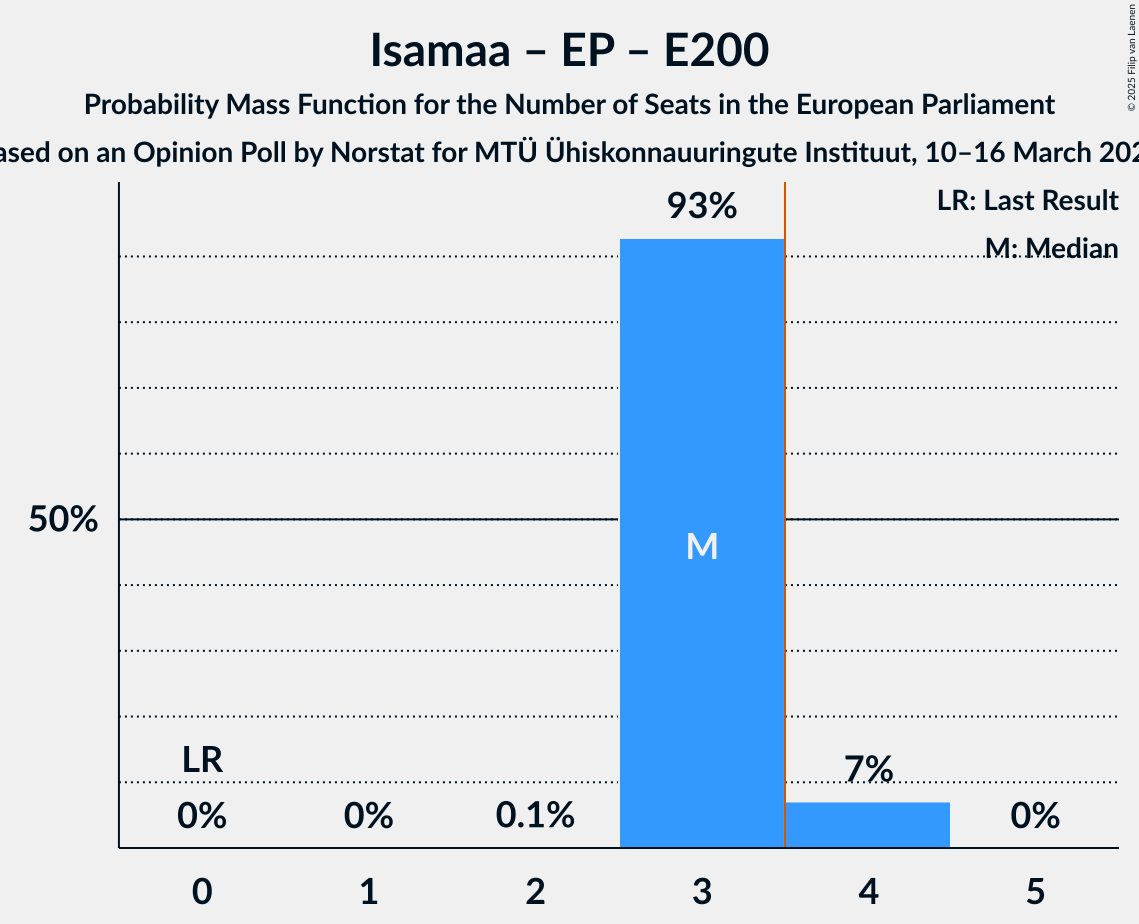 Isamaa – EP – E200
Probability Mass Function for the Number of Seats in the European Parliament
on an Opinion Poll by Norstat for MTÜ Ühiskonnauuringute Instituut, 10–16 March
© 2025 Filip van Laenen
LR: Last Result
M: Median
93%
50%
M
LR
7%
0%
0%
0.1%
0%
0
1
2
3
4
5